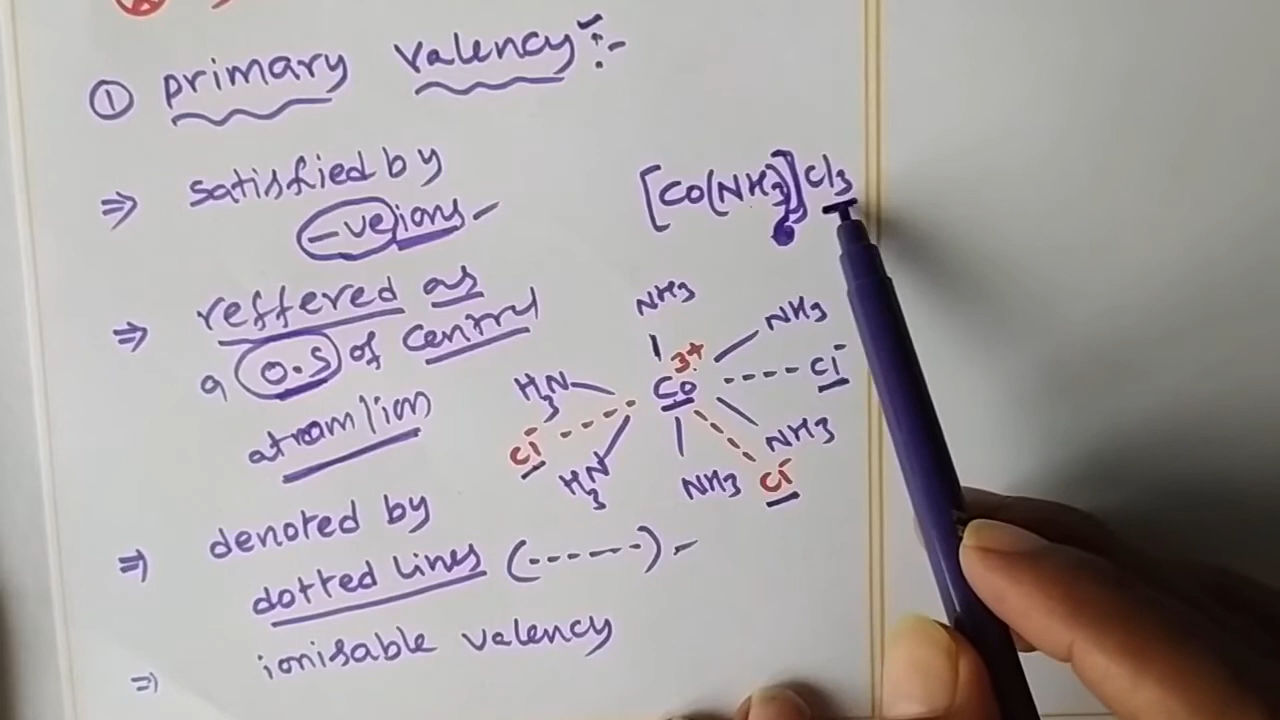 ① primary valency :-
⇒ satisfied by
-ve ions -
⇒ reffered as
a o.s of central
atrom/ion
⇒ denoted by
dotted lines (------) -
⇒ ionisable valency
[Co(NH3)6]Cl3
NH3
NH3
3+
Co
Cl-
H3N
Cl-
H3N
NH3
NH3
Cl-